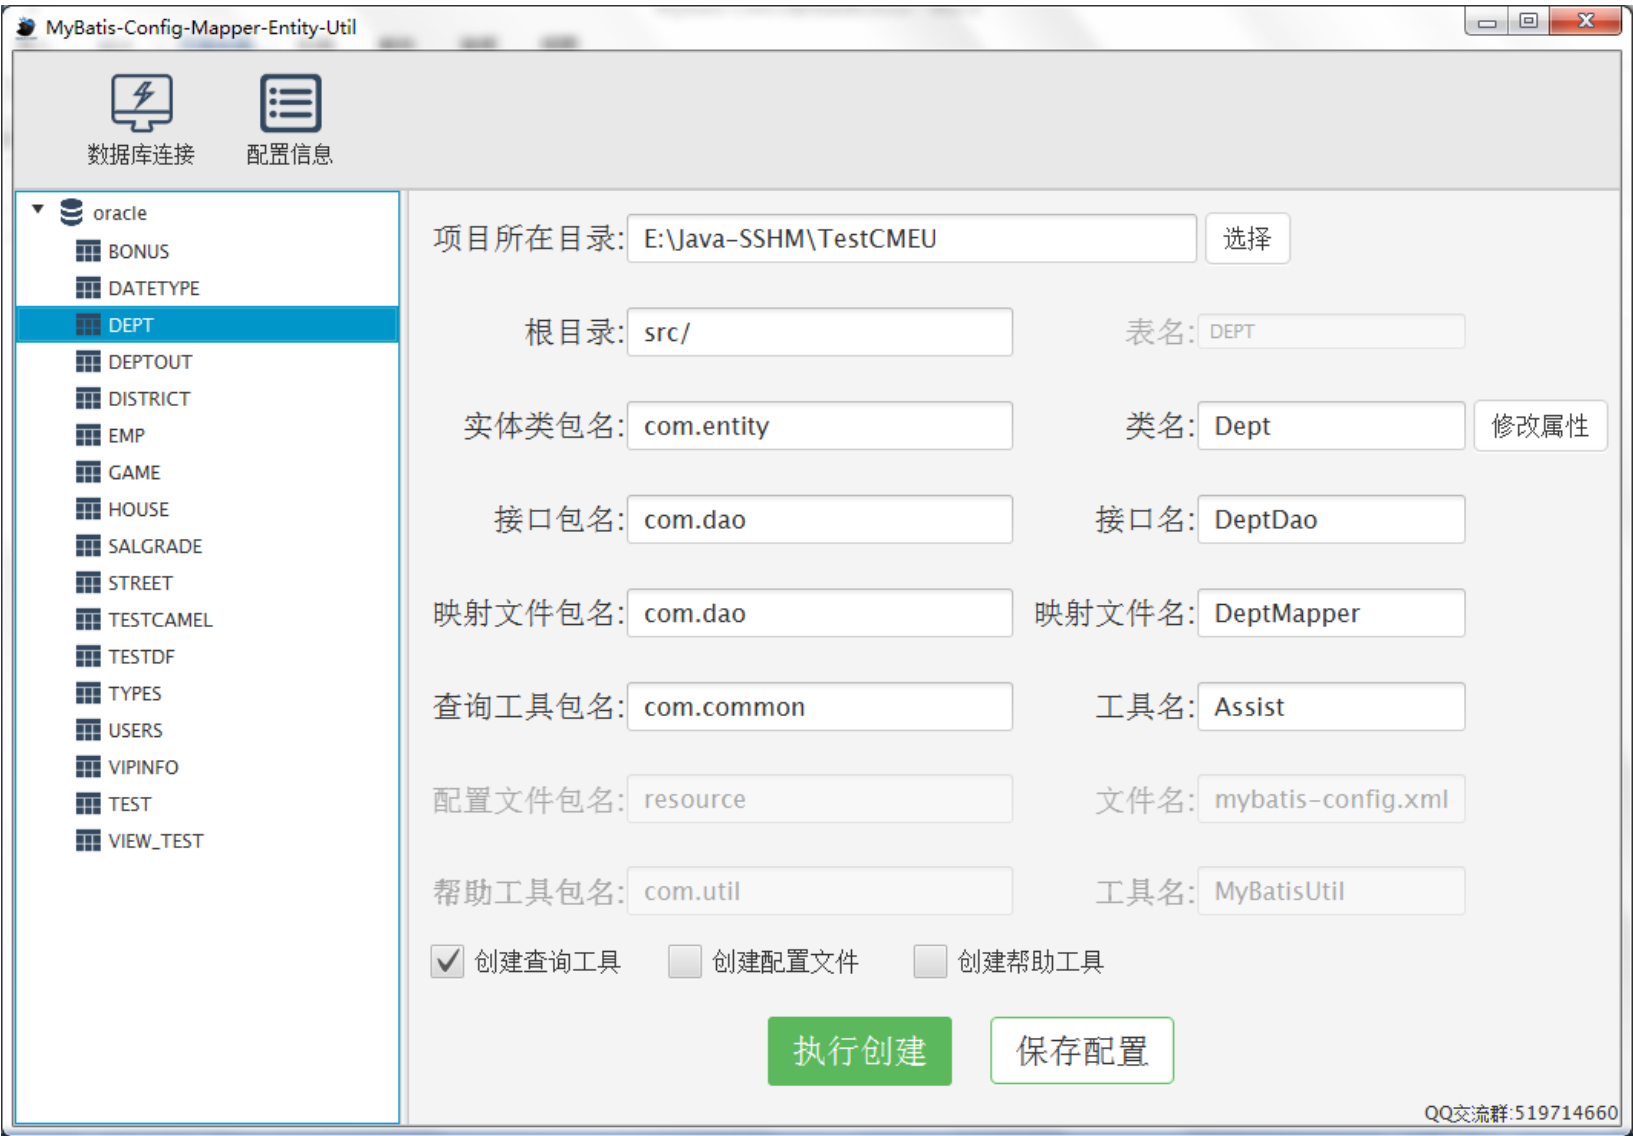 MyBatis-Config-Mapper-Entity-Util
数据库连接 配置信息
oracle
BONUS
DATETYPE
DEPT
DEPTOUT
DISTRICT
EMP
GAME
HOUSE
SALGRADE
STREET
TESTCAMEL
TESTDF
TYPES
USERS
VIPINFO
TEST
VIEW_TEST
项目所在目录: E:\Java-SSHM\TestCMEU 选择
根目录: src/ 表名: DEPT
实体类包名: com.entity 类名: Dept 修改属性
接口包名: com.dao 接口名: DeptDao
映射文件包名: com.dao 映射文件名: DeptMapper
查询工具包名: com.common 工具名: Assist
配置文件包名: resource 文件名: mybatis-config.xml
帮助工具包名: com.util 工具名: MyBatisUtil
创建查询工具 创建配置文件 创建帮助工具
执行创建 保存配置
QQ交流群:519714660